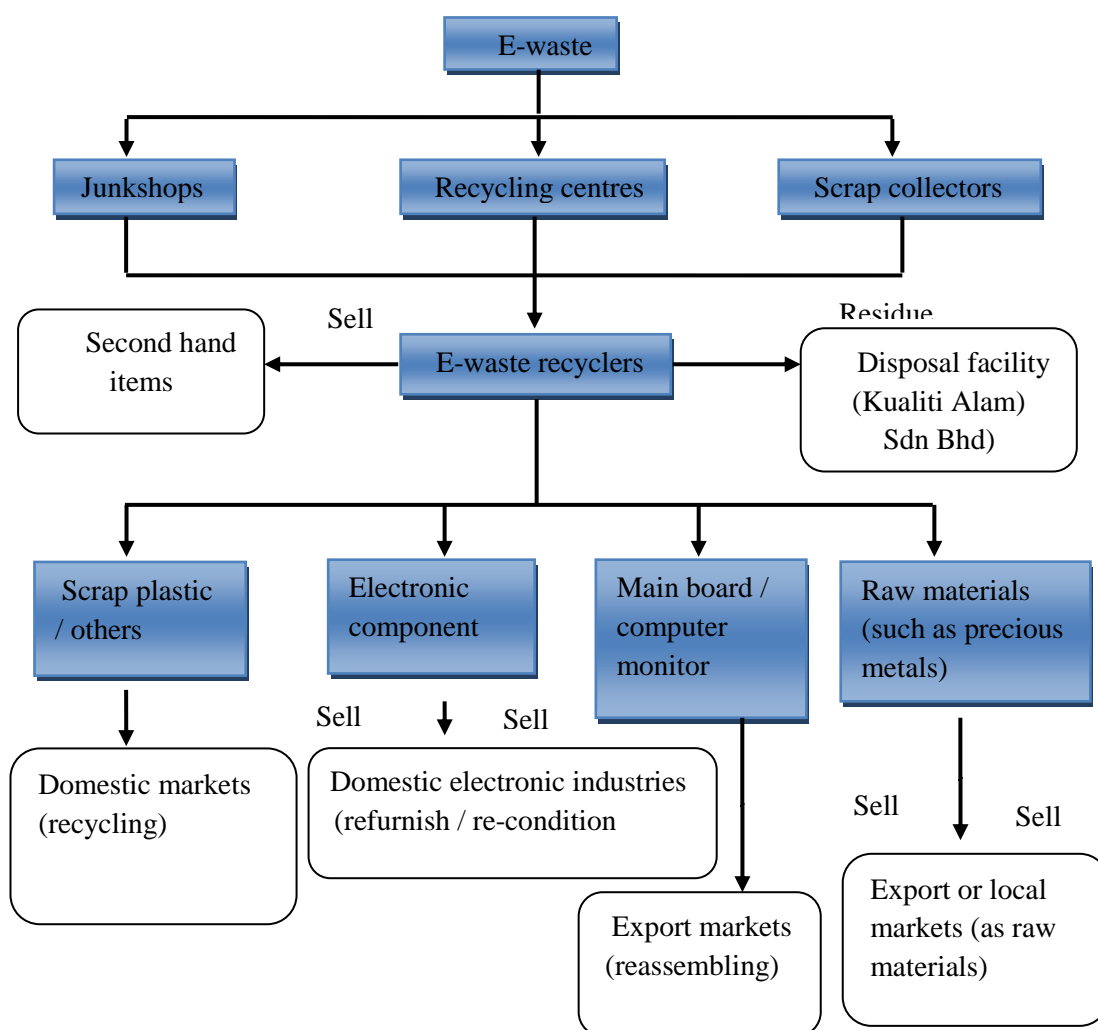 E-waste
Junkshops
Recycling centres
Scrap collectors
Sell
Residue
Second hand
items
E-waste recyclers
Disposal facility
(Kualiti Alam)
Sdn Bhd)
Scrap plastic
/ others
Electronic
component
Main board /
computer
monitor
Raw materials
(such as precious
metals)
Sell
Sell
Domestic markets
(recycling)
Domestic electronic industries
(refurnish / re-condition
Sell
Sell
Export markets
(reassembling)
Export or local
markets (as raw
materials)